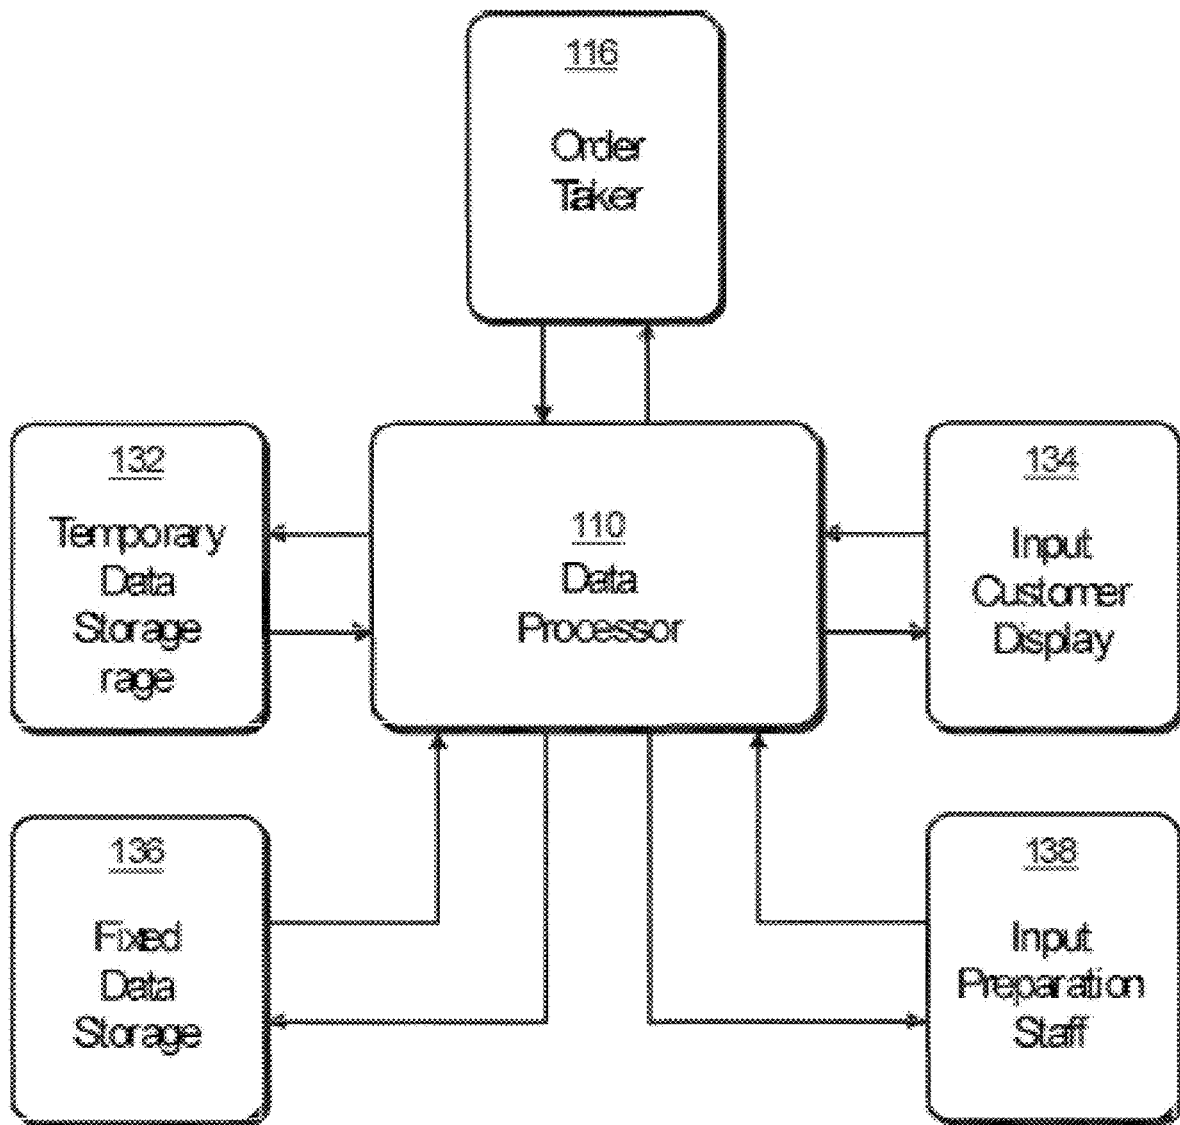 116
Order
Taker
132
Temporary
Data
Storage
rage
110
Data
Processor
134
Input
Customer
Display
136
Fixed
Data
Storage
138
Input
Preparation
Staff